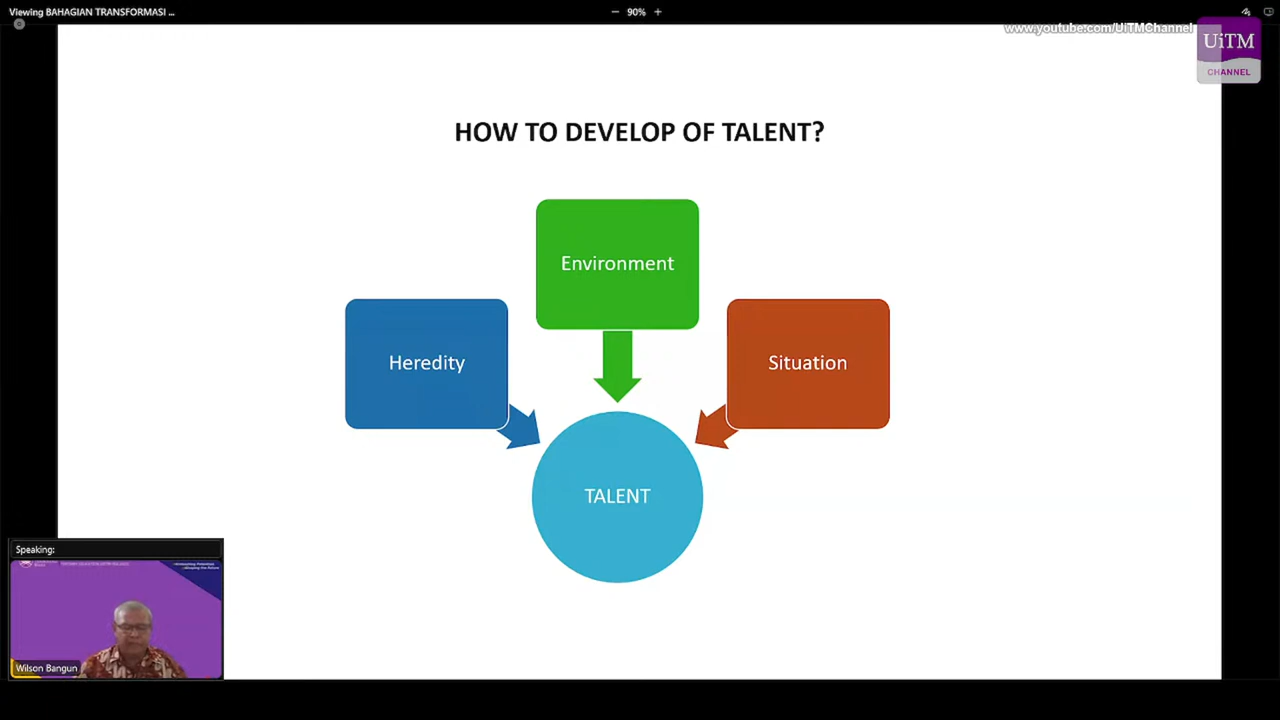 Viewing BAHAGIAN TRANSFORMASI ...
90%
www.youtube.com/UiTMChannel
UiTM
CHANNEL
HOW TO DEVELOP OF TALENT?
Environment
Heredity
Situation
TALENT
Speaking:
Wilson Bangun